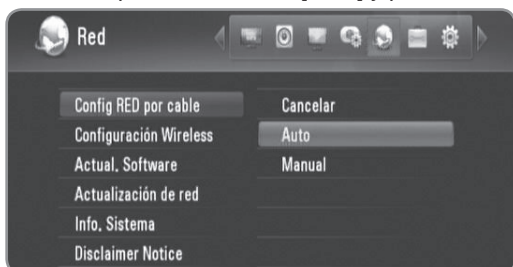 Red
Config RED por cable
Cancelar
Configuración Wireless
Auto
Actual. Software
Manual
Actualización de red
Info. Sistema
Disclaimer Notice